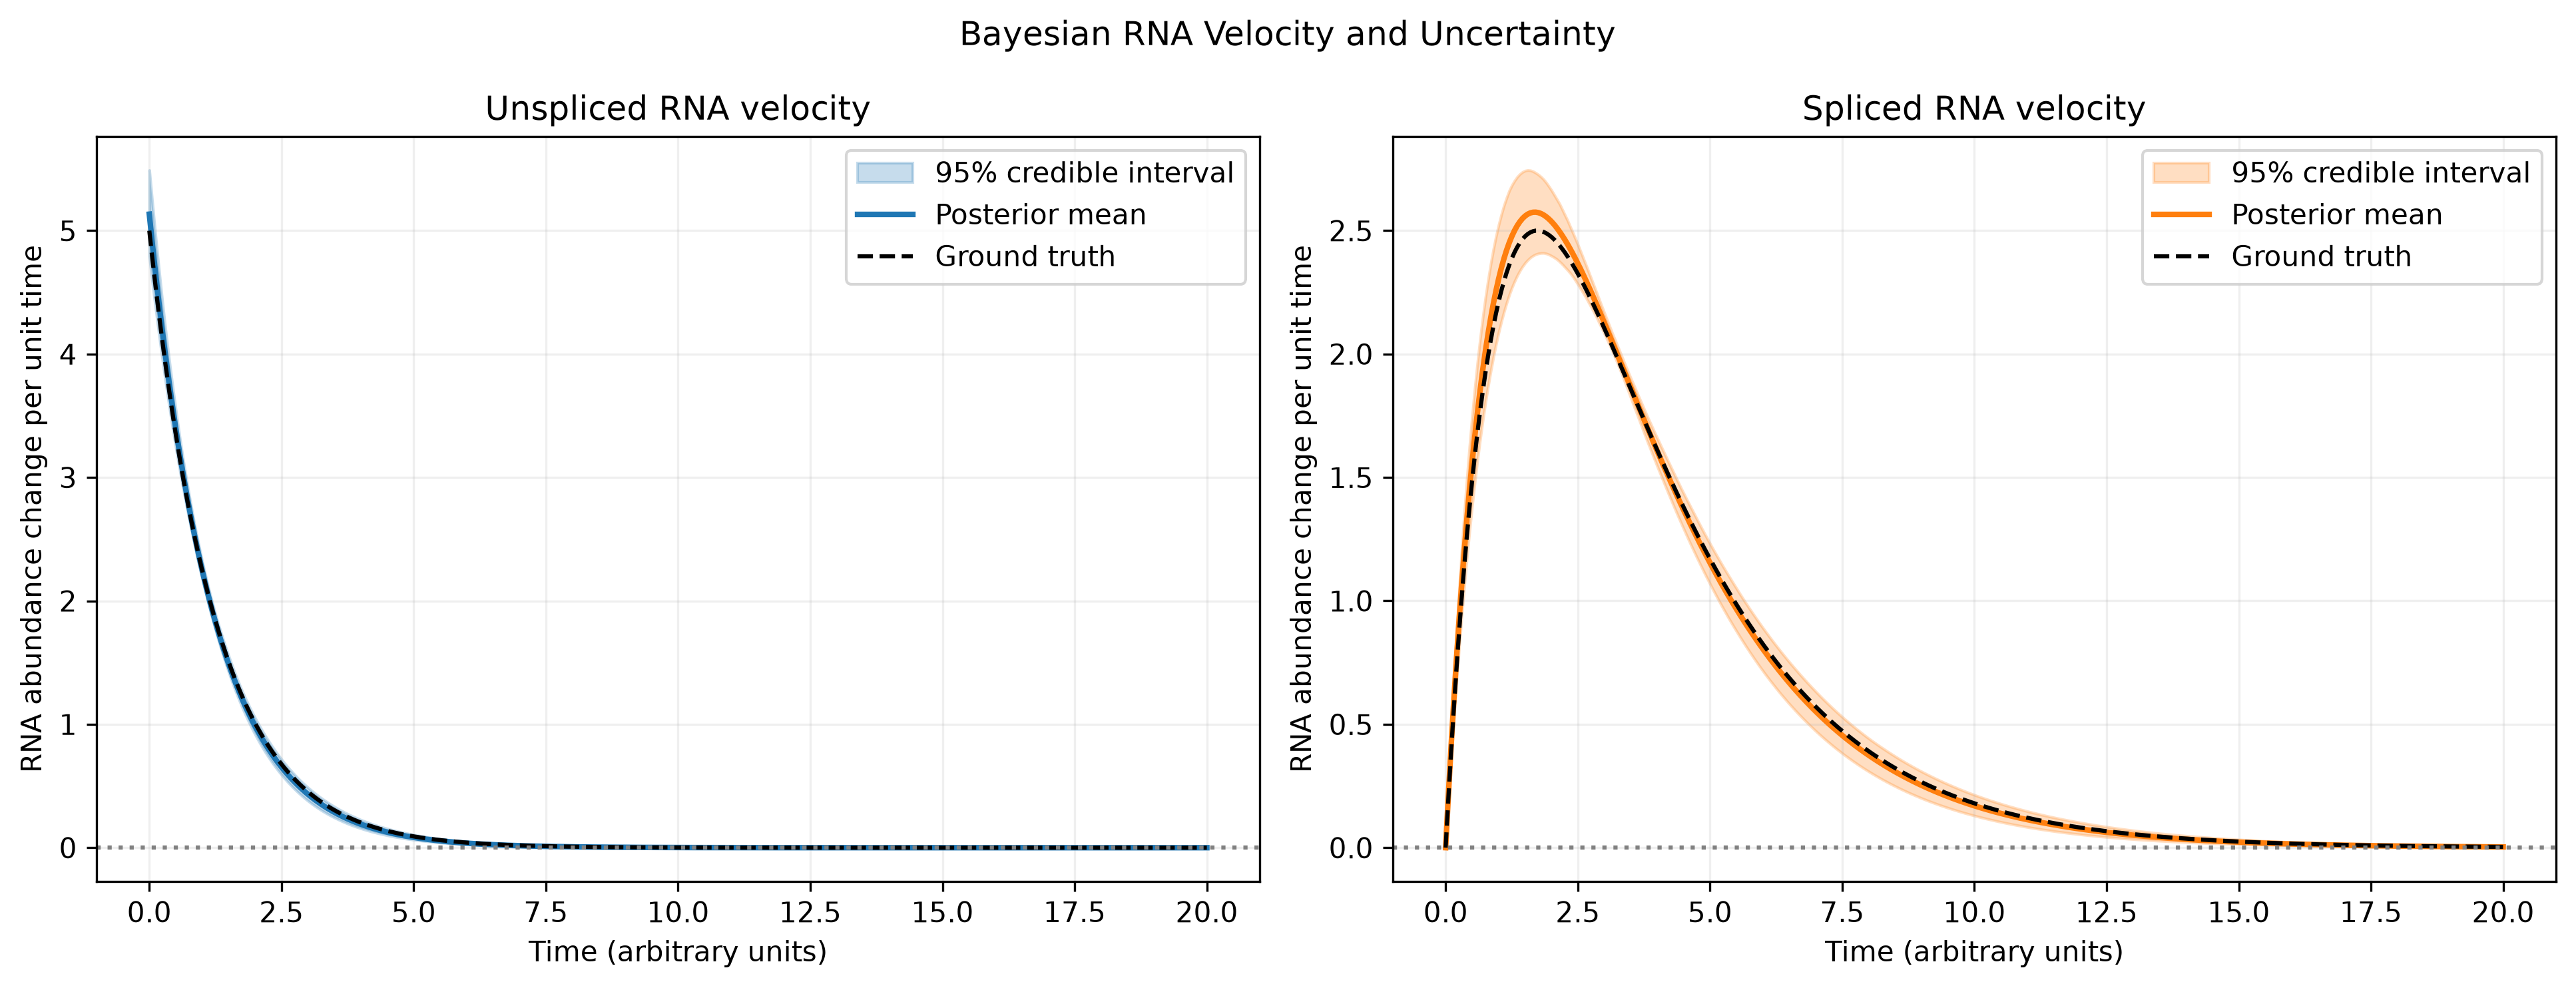 Bayesian RNA Velocity and Uncertainty
Unspliced RNA velocity
95% credible interval
Posterior mean
Ground truth
RNA abundance change per unit time
5
4
3
2
1
0
0.0 2.5 5.0 7.5 10.0 12.5 15.0 17.5 20.0
Time (arbitrary units)
Spliced RNA velocity
95% credible interval
Posterior mean
Ground truth
RNA abundance change per unit time
2.5
2.0
1.5
1.0
0.5
0.0
0.0 2.5 5.0 7.5 10.0 12.5 15.0 17.5 20.0
Time (arbitrary units)